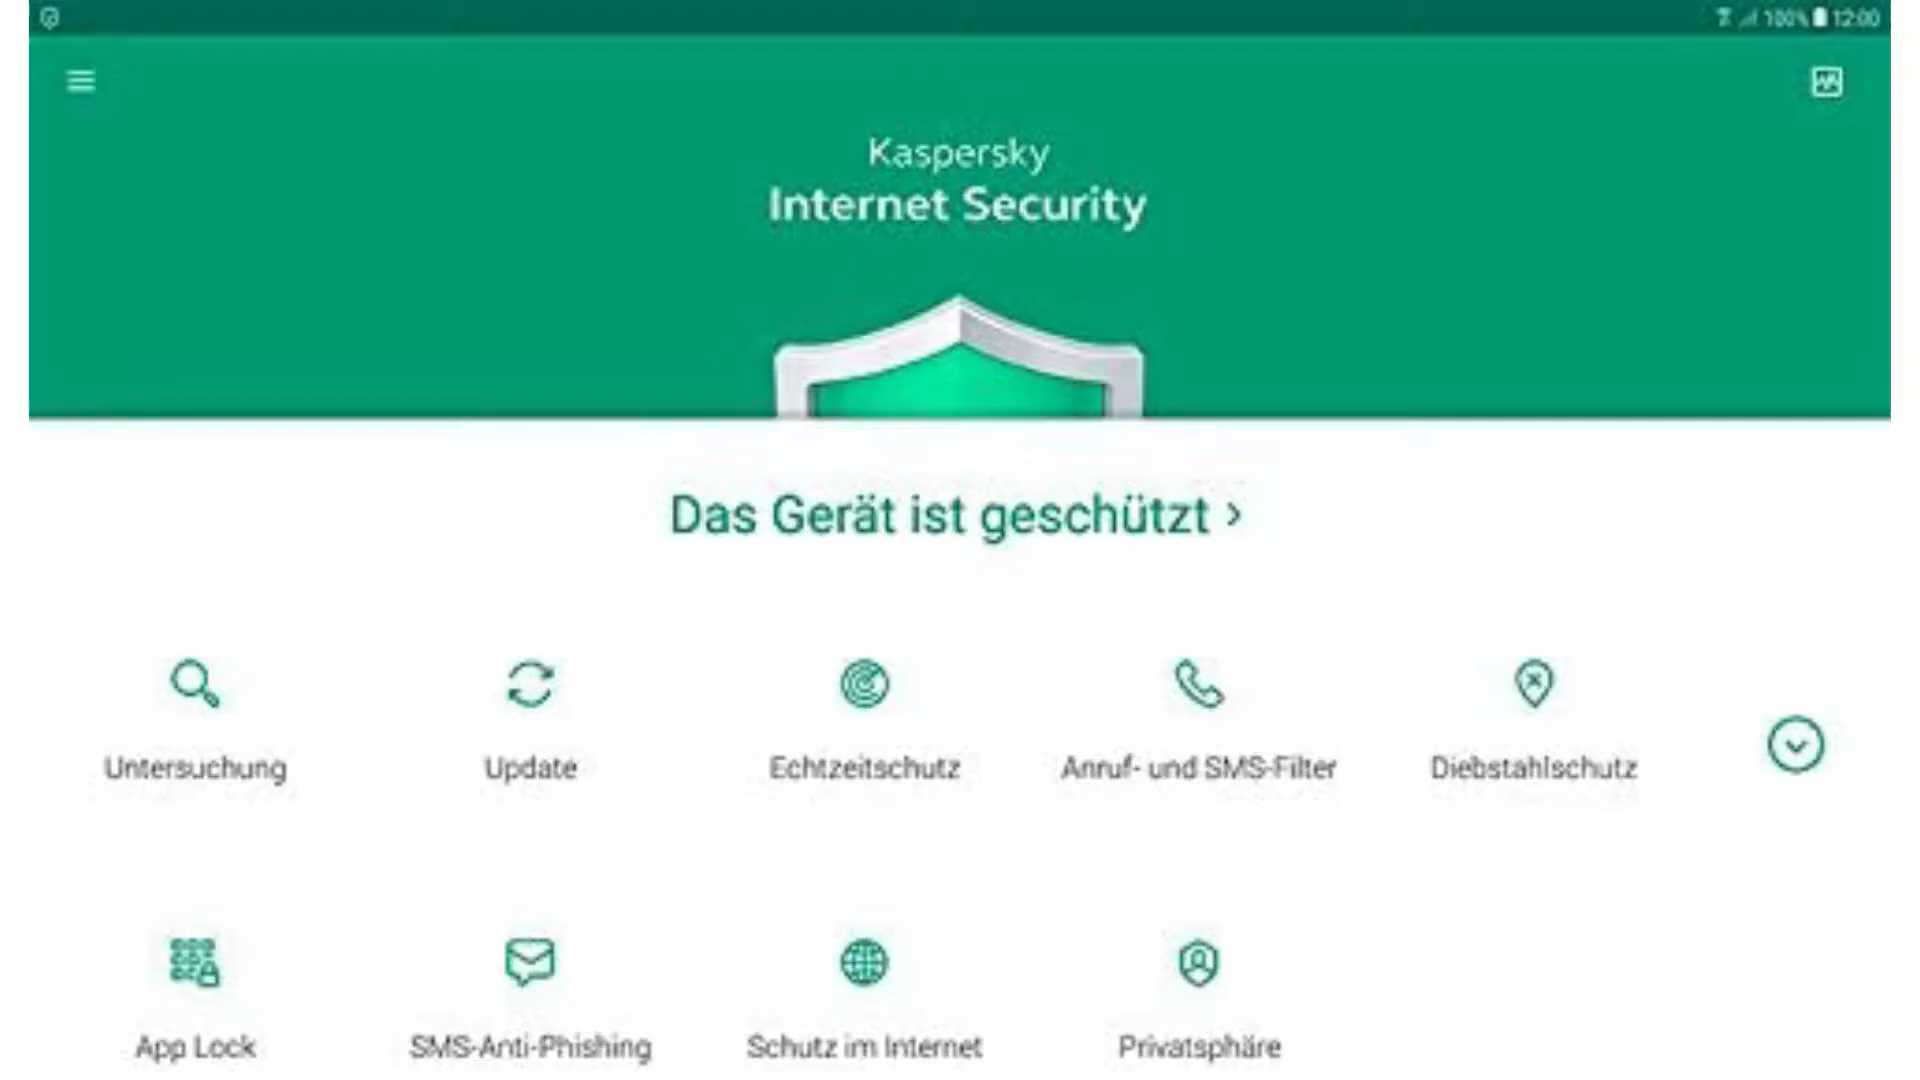 100% 12:00
Kaspersky
Internet Security
Das Gerät ist geschützt >
Untersuchung
Update
Echtzeitschutz
Anruf- und SMS-Filter
Diebstahlschutz
App Lock
SMS-Anti-Phishing
Schutz im Internet
Privatsphäre